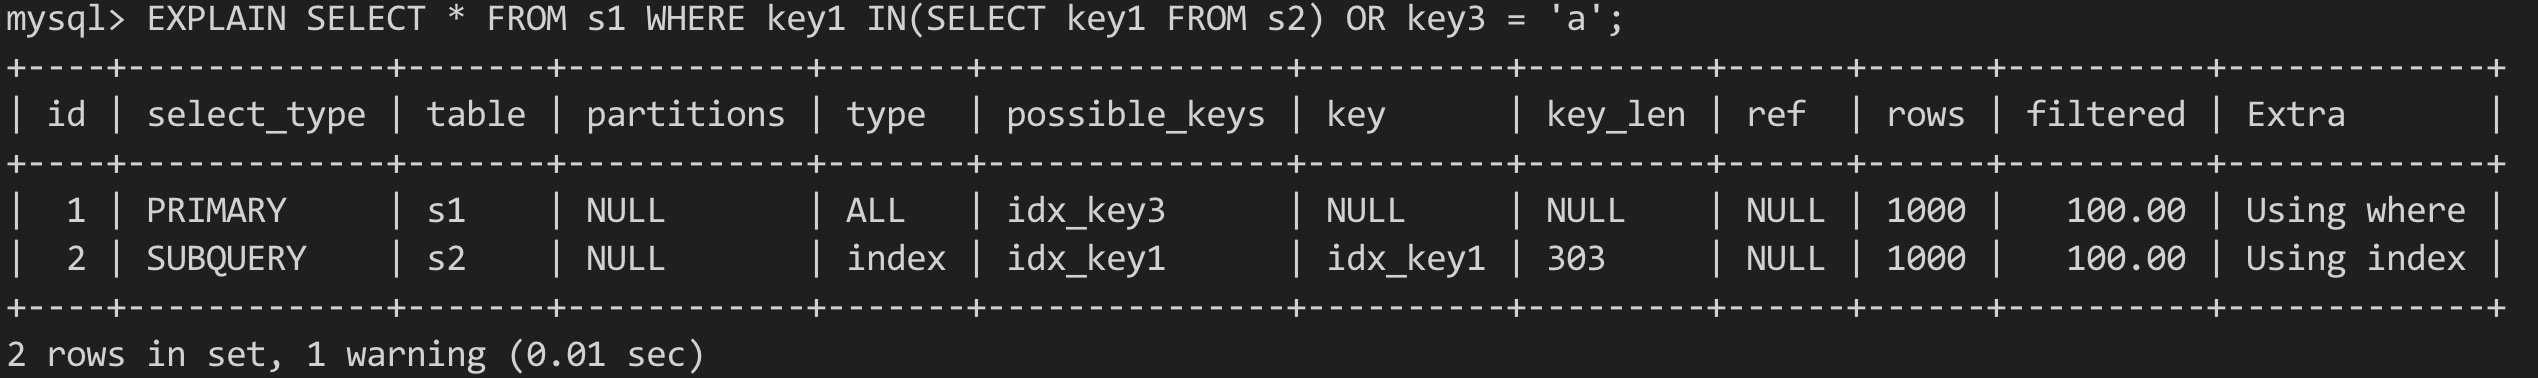 mysql> EXPLAIN SELECT * FROM s1 WHERE key1 IN(SELECT key1 FROM s2) OR key3 = 'a';
+----+-------------+-------+------------+-------+---------------+----------+---------+------+------+----------+-------------+
| id | select_type | table | partitions | type  | possible_keys | key      | key_len | ref  | rows | filtered | Extra       |
+----+-------------+-------+------------+-------+---------------+----------+---------+------+------+----------+-------------+
|  1 | PRIMARY     | s1    | NULL       | ALL   | idx_key3      | NULL     | NULL    | NULL | 1000 |   100.00 | Using where |
|  2 | SUBQUERY    | s2    | NULL       | index | idx_key1      | idx_key1 | 303     | NULL | 1000 |   100.00 | Using index |
+----+-------------+-------+------------+-------+---------------+----------+---------+------+------+----------+-------------+
2 rows in set, 1 warning (0.01 sec)